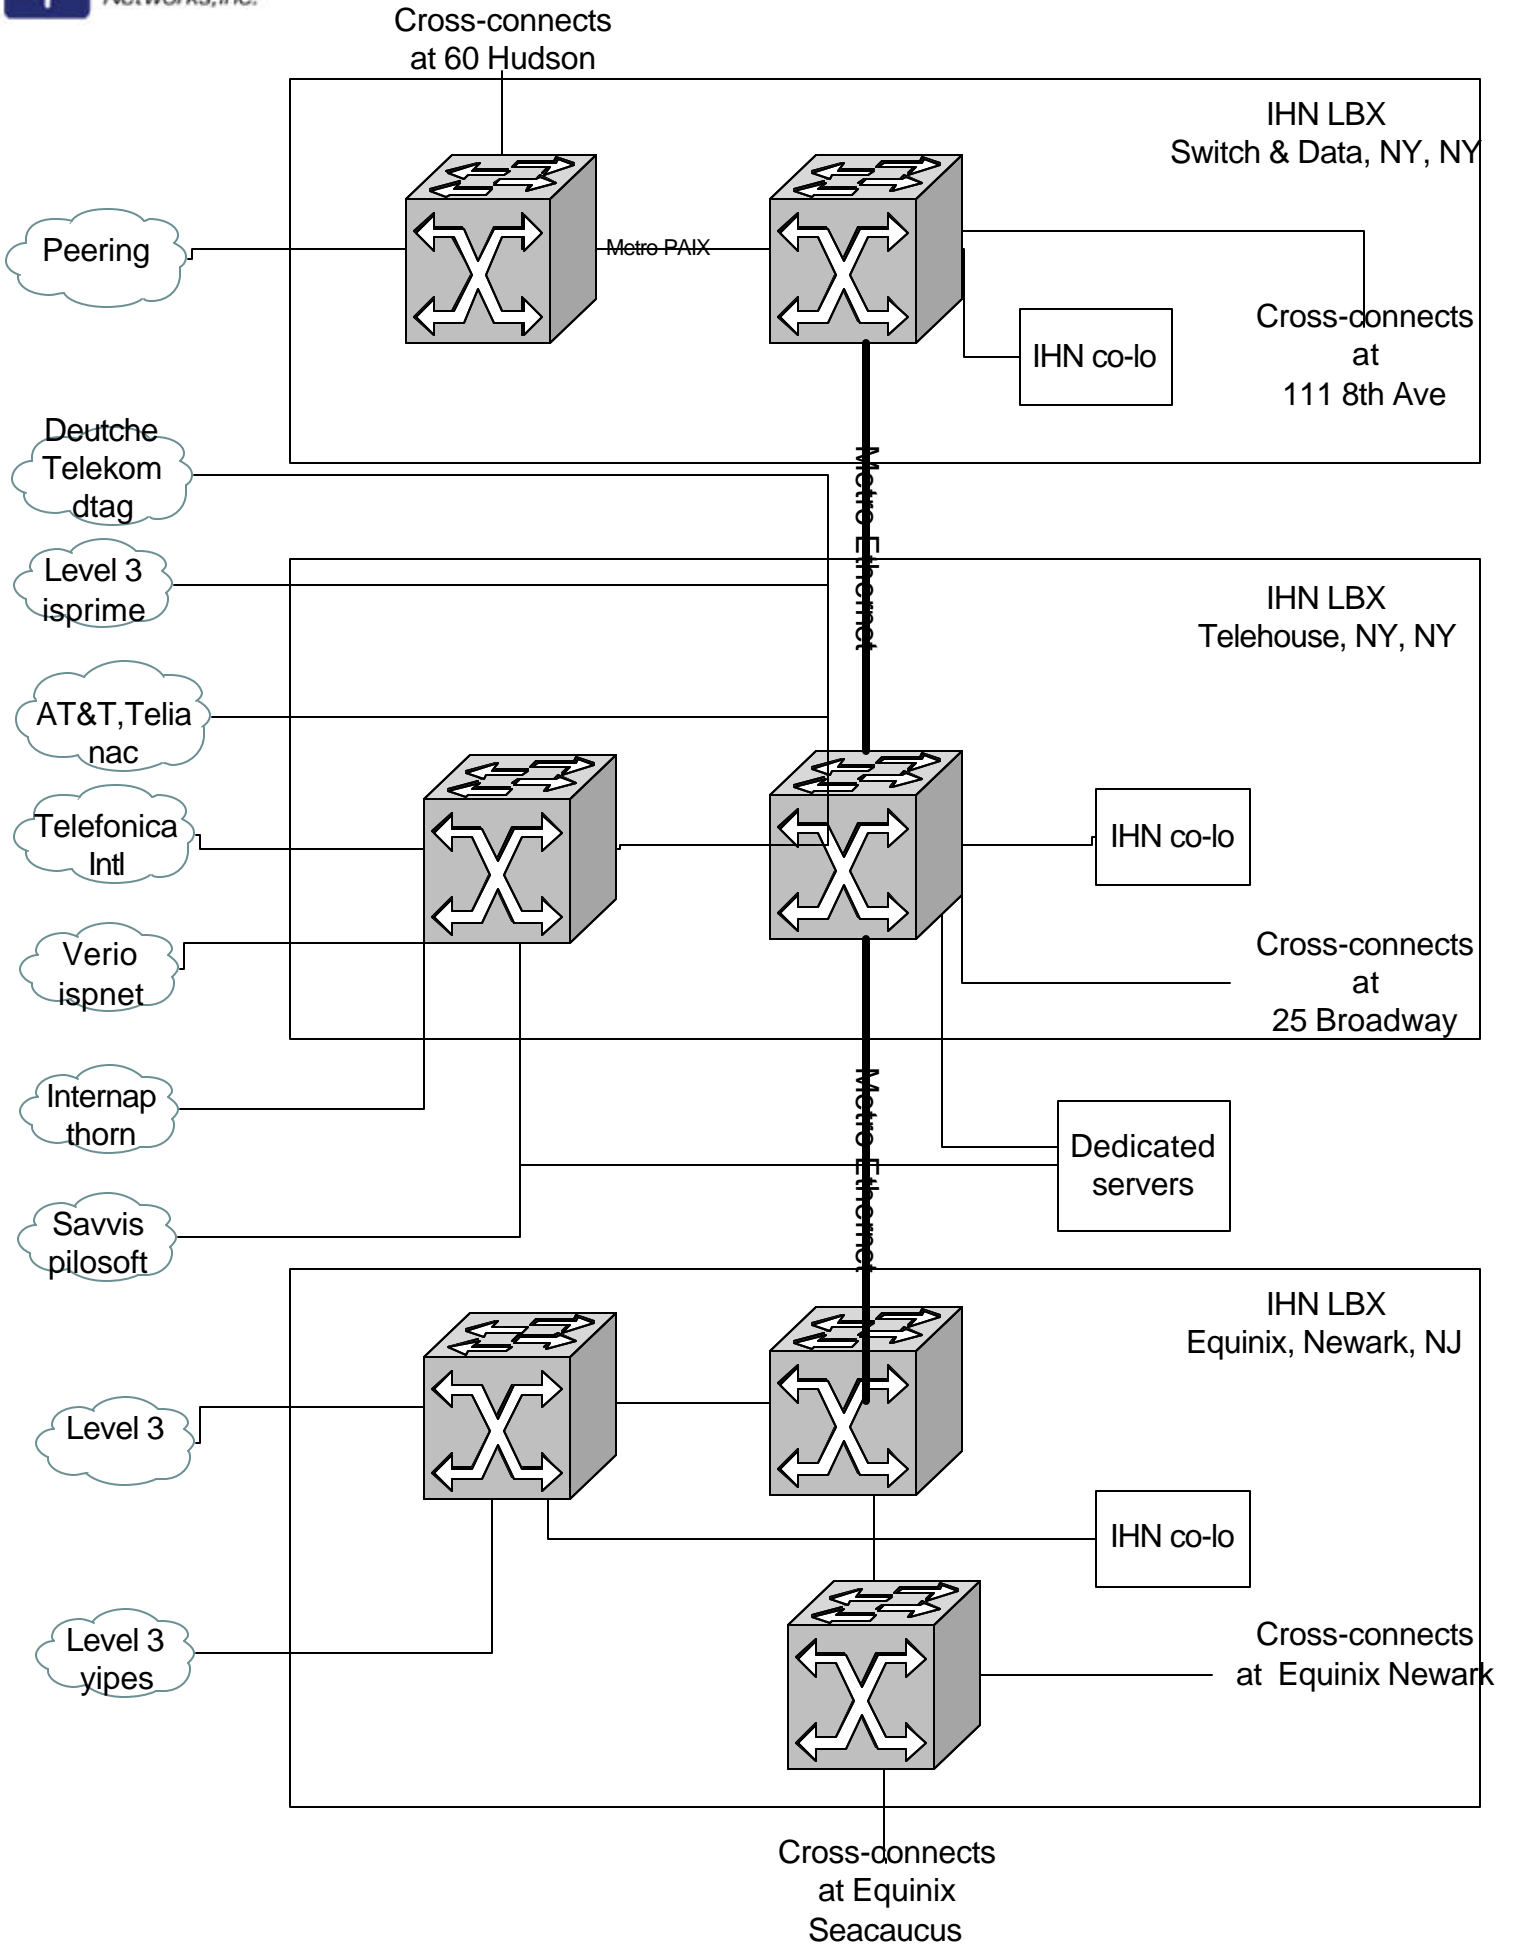 Networks, Inc.
Cross-connects
at 60 Hudson
IHN LBX
Switch & Data, NY, NY
Peering
Metro PAIX
IHN co-lo
Cross-connects
at
111 8th Ave
Deutche
Telekom
dtag
Metro Ethernet
Level 3
isprime
IHN LBX
Telehouse, NY, NY
AT&T,Telia
nac
Telefonica
Intl
IHN co-lo
Verio
ispnet
Cross-connects
at
25 Broadway
Internap
thorn
Metro Ethernet
Dedicated
servers
Savvis
pilosoft
IHN LBX
Equinix, Newark, NJ
Level 3
IHN co-lo
Level 3
yipes
Cross-connects
at Equinix Newark
Cross-connects
at Equinix
Seacaucus